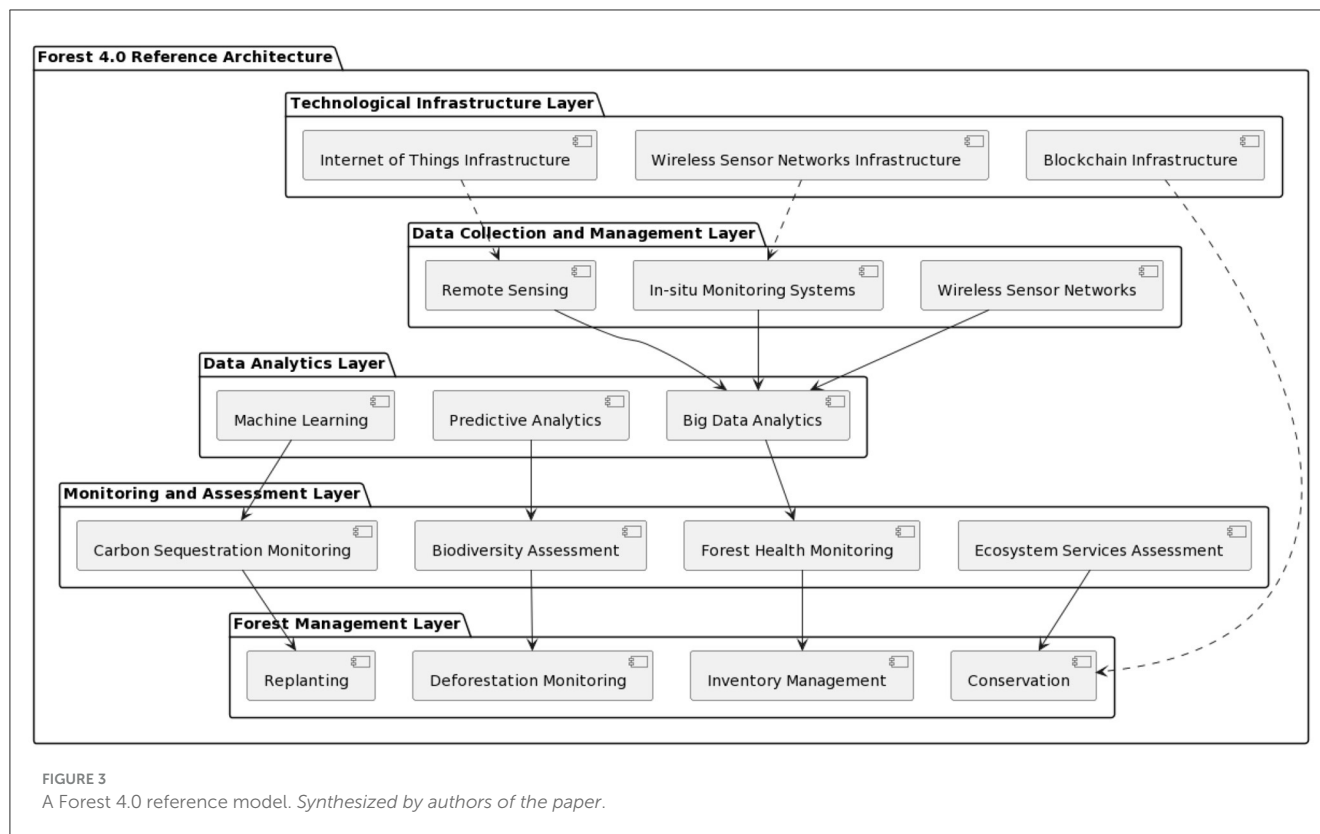 Forest 4.0 Reference Architecture
Technological Infrastructure Layer
Internet of Things Infrastructure
Wireless Sensor Networks Infrastructure
Blockchain Infrastructure
Data Collection and Management Layer
Remote Sensing
In-situ Monitoring Systems
Wireless Sensor Networks
Data Analytics Layer
Machine Learning
Predictive Analytics
Big Data Analytics
Monitoring and Assessment Layer
Carbon Sequestration Monitoring
Biodiversity Assessment
Forest Health Monitoring
Ecosystem Services Assessment
Forest Management Layer
Replanting
Deforestation Monitoring
Inventory Management
Conservation
FIGURE 3
A Forest 4.0 reference model. Synthesized by authors of the paper.